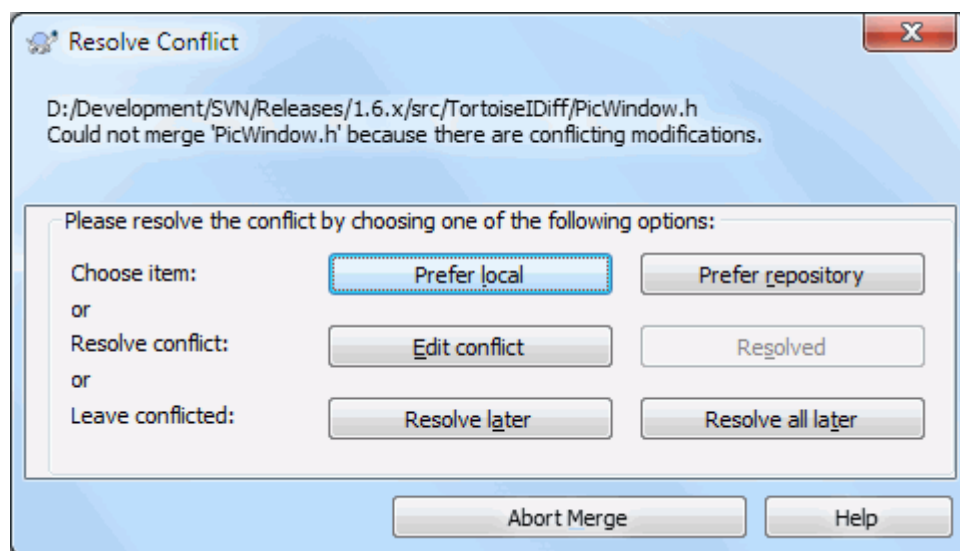 Resolve Conflict
D:/Development/SVN/Releases/1.6.x/src/TortoiseIDiff/PicWindow.h
Could not merge 'PicWindow.h' because there are conflicting modifications.
Please resolve the conflict by choosing one of the following options:
Choose item: Prefer local Prefer repository
or
Resolve conflict: Edit conflict Resolved
or
Leave conflicted: Resolve later Resolve all later
Abort Merge Help